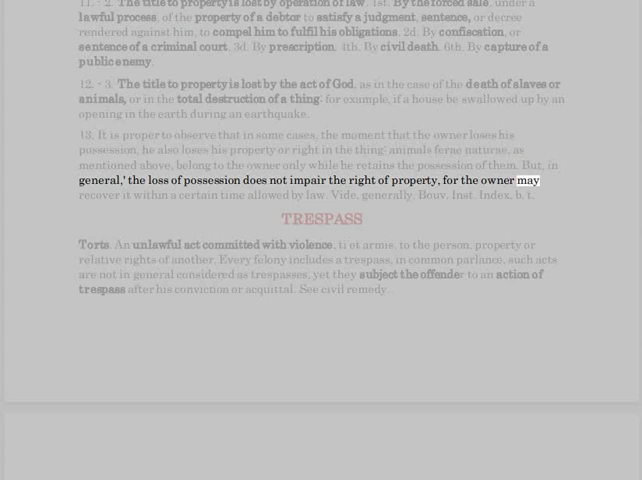 11. - 2. The title to property is lost by operation of law. 1st. By the forced sale, under a
lawful process, of the property of a debtor to satisfy a judgment, sentence, or decree
rendered against him, to compel him to fulfil his obligations. 2d. By confiscation, or
sentence of a criminal court. 3d. By prescription. 4th. By civil death. 6th. By capture of a
public enemy.
12. - 3. The title to property is lost by the act of God, as in the case of the death of slaves or
animals, or in the total destruction of a thing; for example, if a house be swallowed up by an
opening in the earth during an earthquake.
13. It is proper to observe that in some cases, the moment that the owner loses his
possession, he also loses his property or right in the thing: animals ferae naturae, as
mentioned above, belong to the owner only while he retains the possession of them. But, in
general,' the loss of possession does not impair the right of property, for the owner may
recover it within a certain time allowed by law. Vide, generally, Bouv. Inst. Index, b. t.
TRESPASS
Torts. An unlawful act committed with violence, ti et armis, to the person, property or
relative rights of another. Every felony includes a trespass, in common parlance, such acts
are not in general considered as trespasses, yet they subject the offender to an action of
trespass after his conviction or acquittal. See civil remedy.